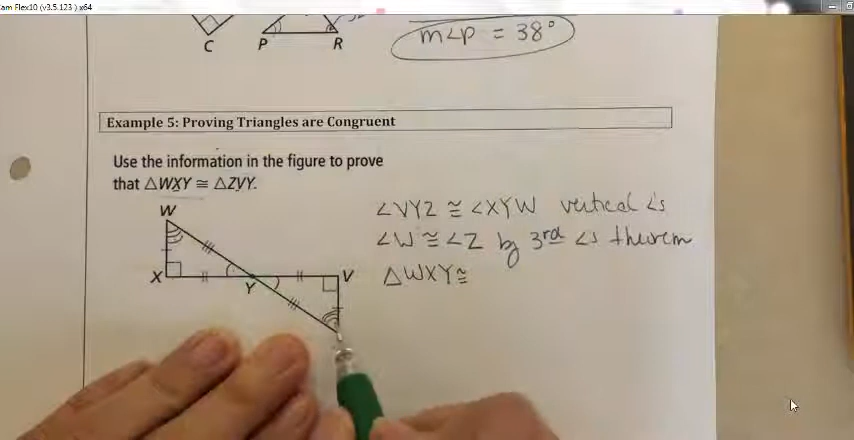 am Flex10 (v3.5.123 ) x64
C P R
m∠P = 38°
Example 5: Proving Triangles are Congruent
Use the information in the figure to prove
that △WXY ≅ △ZVY.
W
X
Y
V
∠VYZ ≅ ∠XYW vertical ∠s
∠W ≅ ∠Z by 3rd ∠s theorem
△WXY ≅